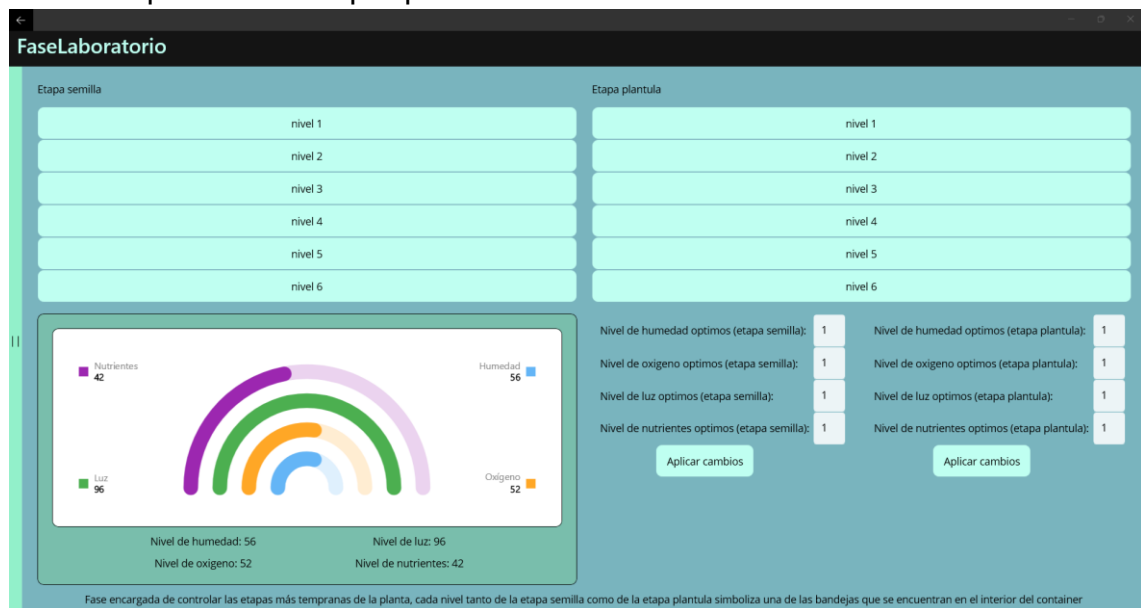 FaseLaboratorio
Etapa semilla
nivel 1
nivel 2
nivel 3
nivel 4
nivel 5
nivel 6
Etapa plantula
nivel 1
nivel 2
nivel 3
nivel 4
nivel 5
nivel 6
Nutrientes
42
Humedad
56
Luz
96
Oxígeno
52
Nivel de humedad: 56
Nivel de luz: 96
Nivel de oxigeno: 52
Nivel de nutrientes: 42
Nivel de humedad optimos (etapa semilla): 1
Nivel de oxigeno optimos (etapa semilla): 1
Nivel de luz optimos (etapa semilla): 1
Nivel de nutrientes optimos (etapa semilla): 1
Aplicar cambios
Nivel de humedad optimos (etapa plantula): 1
Nivel de oxigeno optimos (etapa plantula): 1
Nivel de luz optimos (etapa plantula): 1
Nivel de nutrientes optimos (etapa plantula): 1
Aplicar cambios
Fase encargada de controlar las etapas más tempranas de la planta, cada nivel tanto de la etapa semilla como de la etapa plantula simboliza una de las bandejas que se encuentran en el interior del container